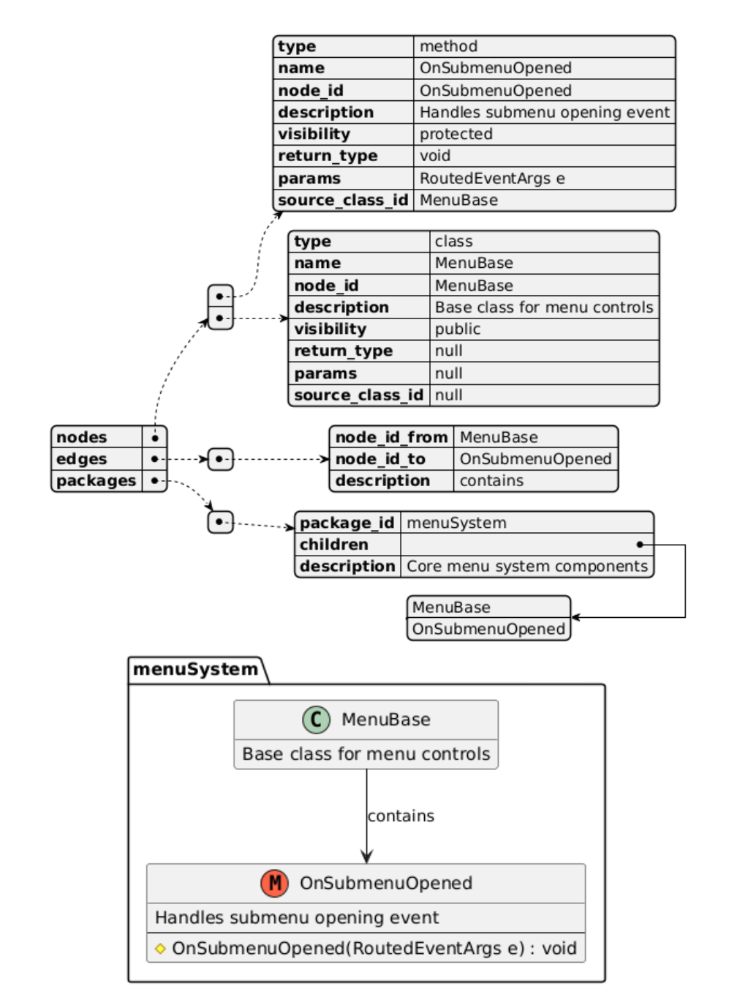 type method
name OnSubmenuOpened
node_id OnSubmenuOpened
description Handles submenu opening event
visibility protected
return_type void
params RoutedEventArgs e
source_class_id MenuBase
type class
name MenuBase
node_id MenuBase
description Base class for menu controls
visibility public
return_type null
params null
source_class_id null
nodes
edges
packages
node_id_from MenuBase
node_id_to OnSubmenuOpened
description contains
package_id menuSystem
children
description Core menu system components
MenuBase
OnSubmenuOpened
menuSystem
C MenuBase
Base class for menu controls
contains
M OnSubmenuOpened
Handles submenu opening event
OnSubmenuOpened(RoutedEventArgs e) : void